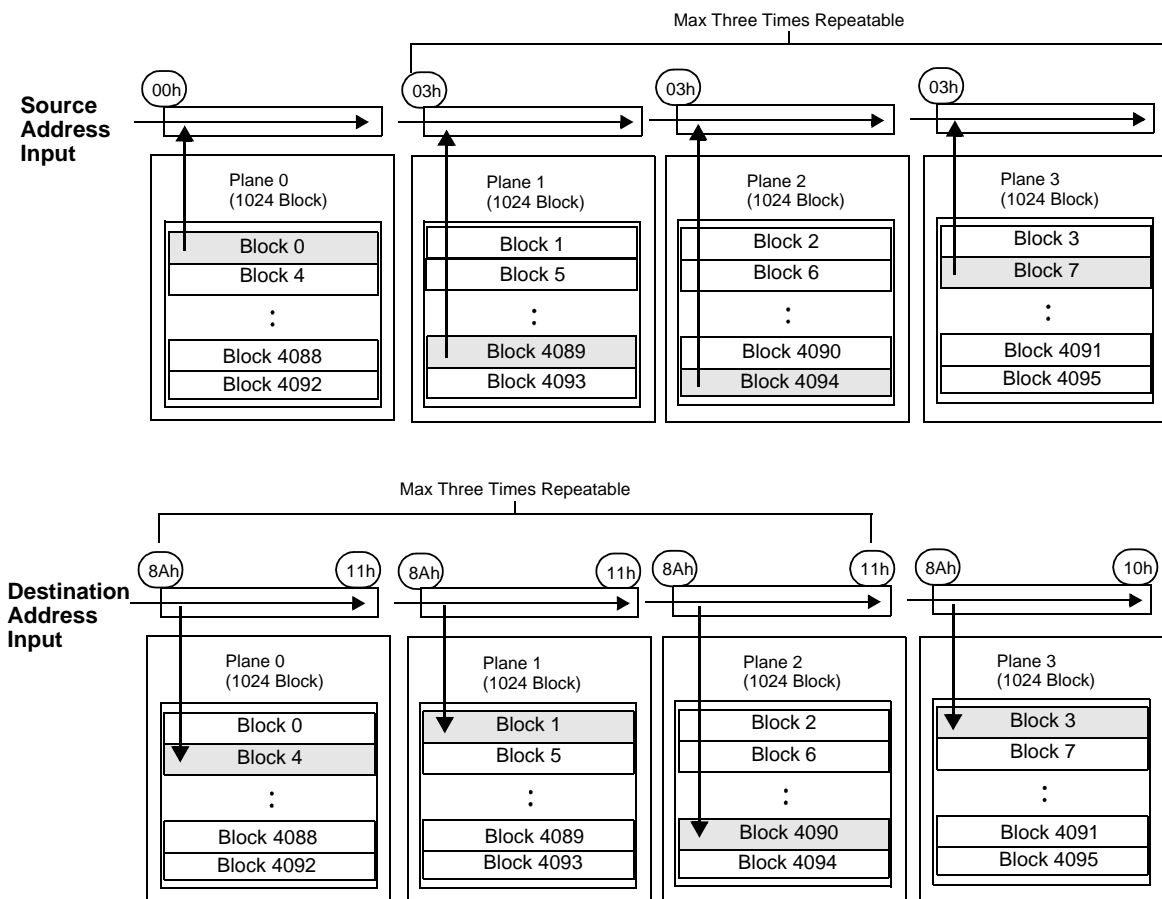 Max Three Times Repeatable
00h
03h
03h
03h
Source
Address
Input
Plane 0
(1024 Block)
Plane 1
(1024 Block)
Plane 2
(1024 Block)
Plane 3
(1024 Block)
Block 0
Block 1
Block 2
Block 3
Block 4
Block 5
Block 6
Block 7
:
:
:
:
Block 4088
Block 4089
Block 4090
Block 4091
Block 4092
Block 4093
Block 4094
Block 4095
Max Three Times Repeatable
8Ah
11h
8Ah
11h
8Ah
11h
8Ah
10h
Destination
Address
Input
Plane 0
(1024 Block)
Plane 1
(1024 Block)
Plane 2
(1024 Block)
Plane 3
(1024 Block)
Block 0
Block 1
Block 2
Block 3
Block 4
Block 5
Block 6
Block 7
:
:
:
:
Block 4088
Block 4089
Block 4090
Block 4091
Block 4092
Block 4093
Block 4094
Block 4095